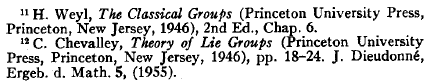 ¹¹ H. Weyl, The Classical Groups (Princeton University Press,
Princeton, New Jersey, 1946), 2nd Ed., Chap. 6.
¹² C. Chevalley, Theory of Lie Groups (Princeton University
Press, Princeton, New Jersey, 1946), pp. 18–24. J. Dieudonné,
Ergeb. d. Math. 5, (1955).